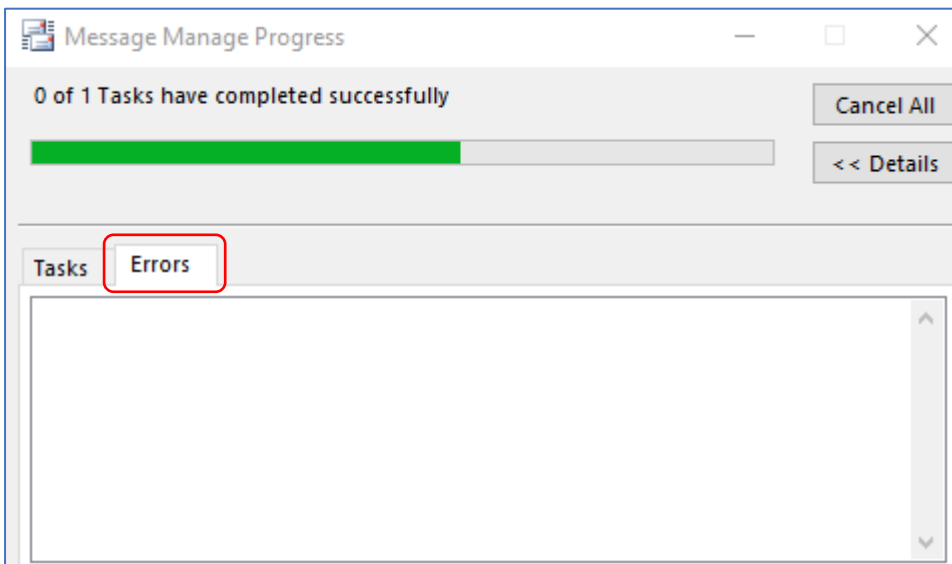 Message Manage Progress
0 of 1 Tasks have completed successfully
Cancel All
<< Details
Tasks
Errors